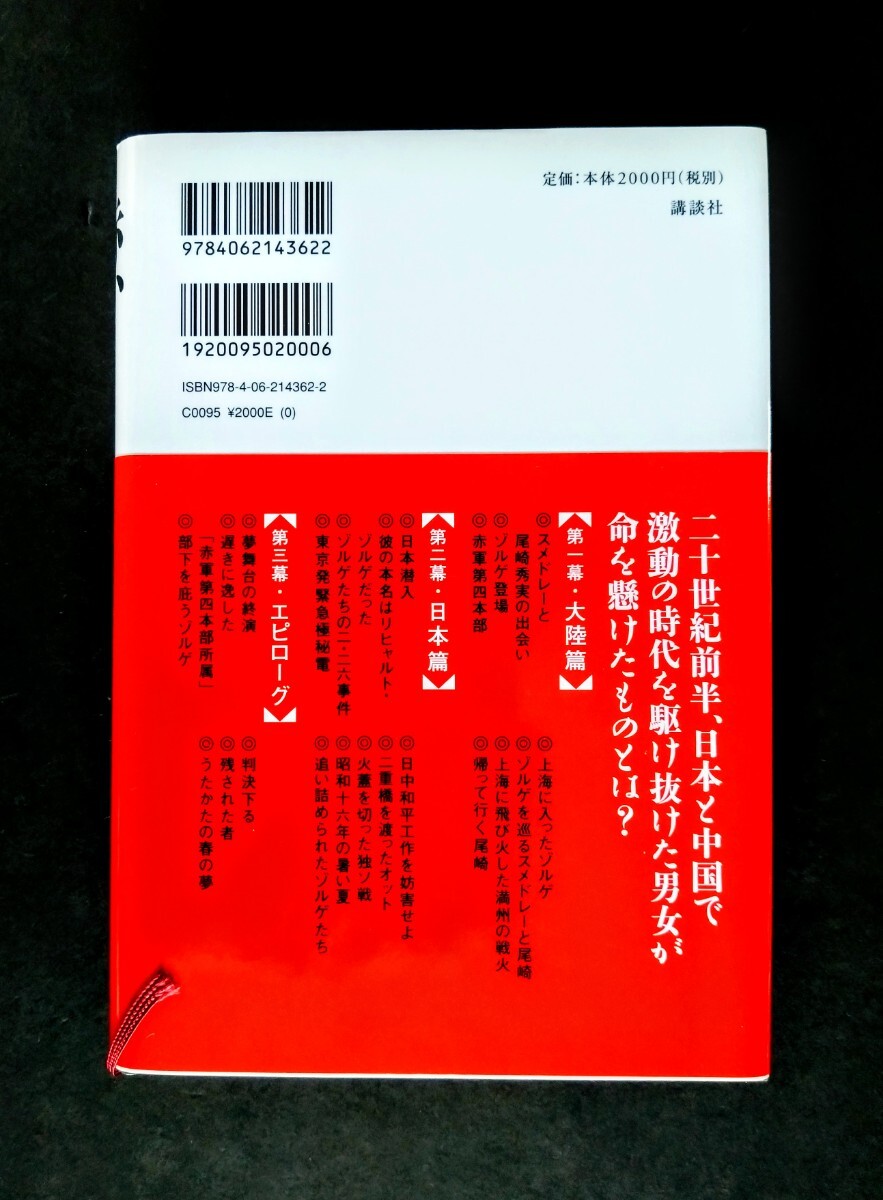 定価：本体2000円（税別）
講談社
9784062143622
1920095020006
ISBN978-4-06-214362-2
C0095 ¥2000E (0)
二十世紀前半、日本と中国で
激動の時代を駆け抜けた男女が
命を懸けたものとは？
【第一幕・大陸篇】
◎スメドレーと
尾崎秀実の出会い
◎ゾルゲ登場
◎赤軍第四本部
◎上海に入ったゾルゲ
◎ゾルゲを巡るスメドレーと尾崎
◎上海に飛び火した満州の戦火
◎帰って行く尾崎
【第二幕・日本篇】
◎日本潜入
◎彼の本名はリヒャルト・
ゾルゲだった
◎ゾルゲたちの二・二六事件
◎東京発緊急極秘電
◎日中和平工作を妨害せよ
◎二重橋を渡ったオット
◎火蓋を切った独ソ戦
◎昭和十六年の暑い夏
◎追い詰められたゾルゲたち
【第三幕・エピローグ】
◎夢舞台の終演
◎遅きに逸した
「赤軍第四本部所属」
◎部下を庇うゾルゲ
◎判決下る
◎残された者
◎うたかたの春の夢